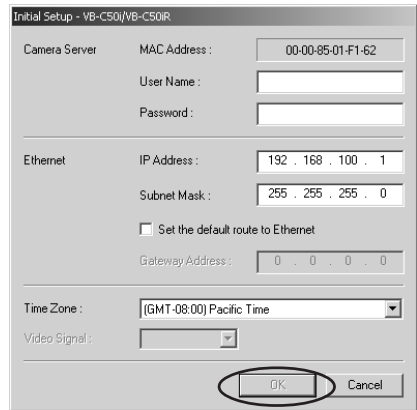 Initial Setup - VB-C50i/VB-C50iR
Camera Server MAC Address : 00-00-85-01-F1-62
User Name :
Password :
Ethernet IP Address : 192 . 168 . 100 . 1
Subnet Mask : 255 . 255 . 255 . 0
Set the default route to Ethernet
Gateway Address : 0 . 0 . 0 . 0
Time Zone : (GMT-08:00) Pacific Time
Video Signal :
OK Cancel